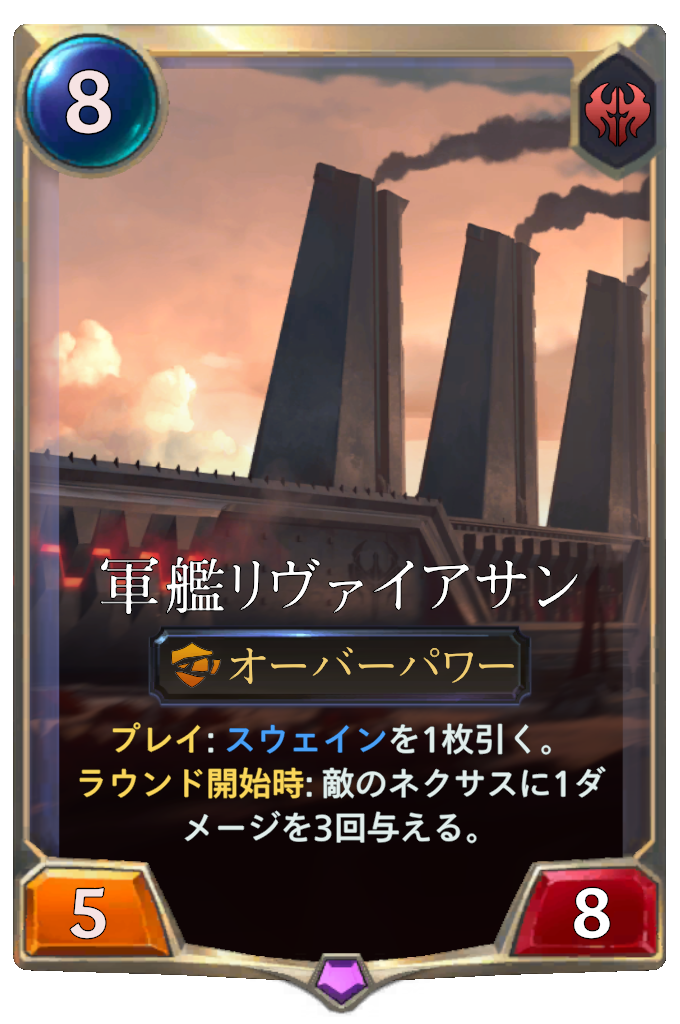 8
軍艦リヴァイアサン
オーバーパワー
プレイ: スウェインを1枚引く。
ラウンド開始時: 敵のネクサスに1ダ
メージを3回与える。
5
8